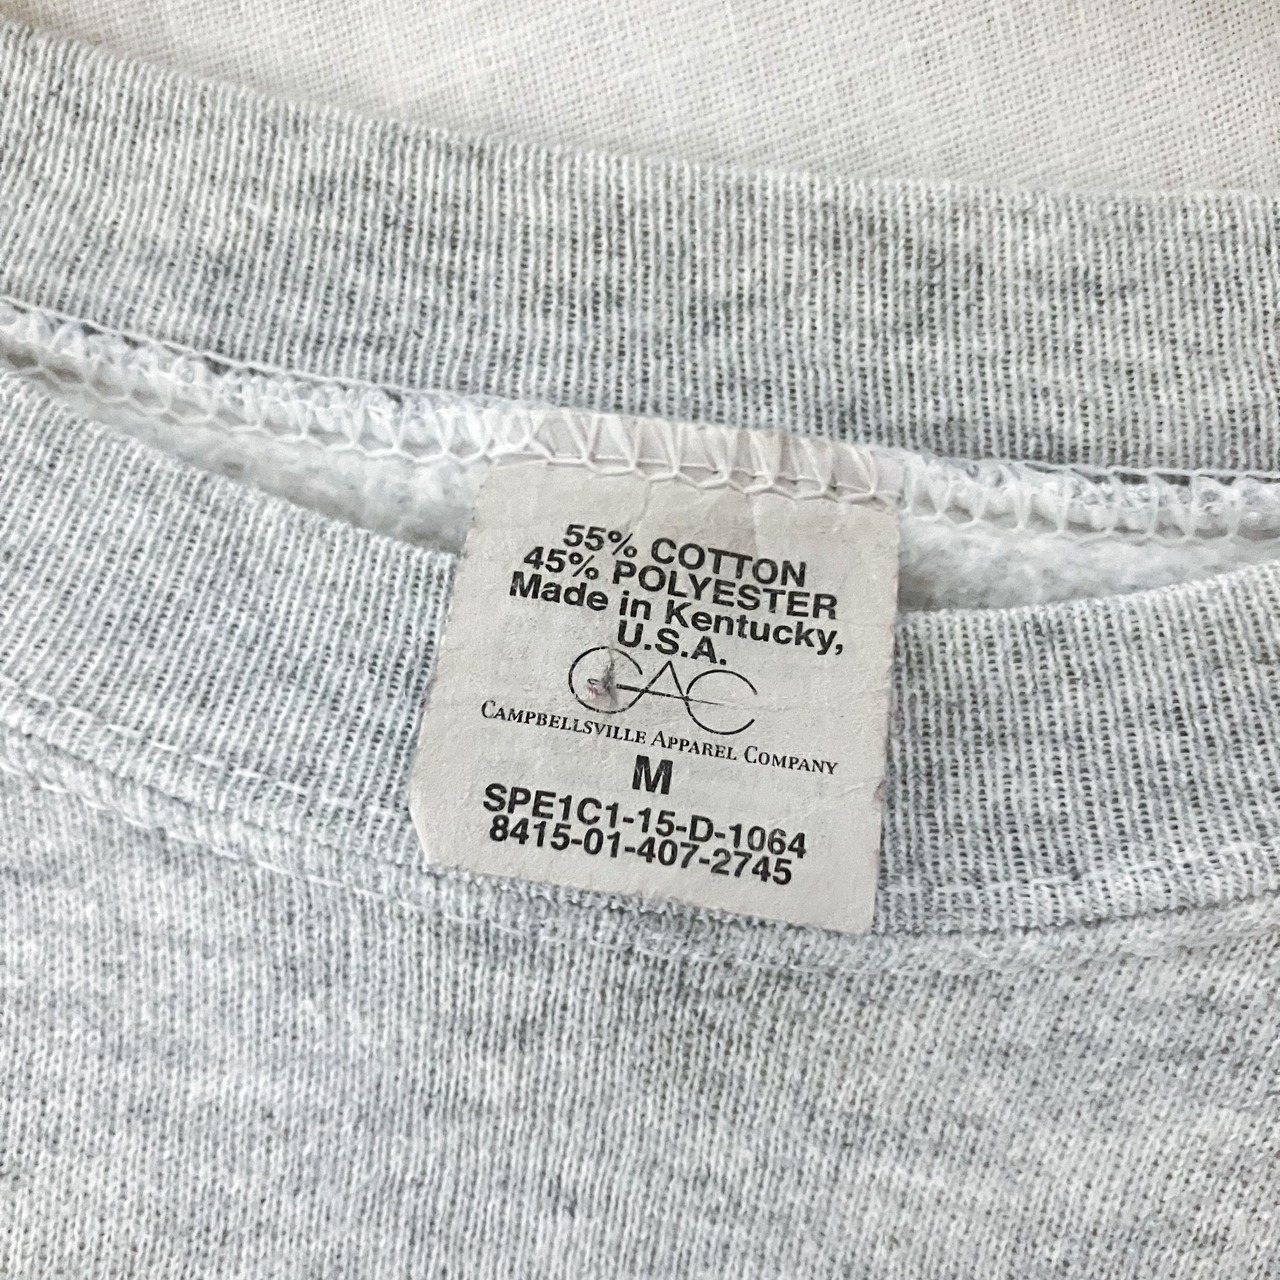 55% COTTON
45% POLYESTER
Made in Kentucky,
U.S.A.
CAC
CAMPBELLSVILLE APPAREL COMPANY
M
SPE1C1-15-D-1064
8415-01-407-2745